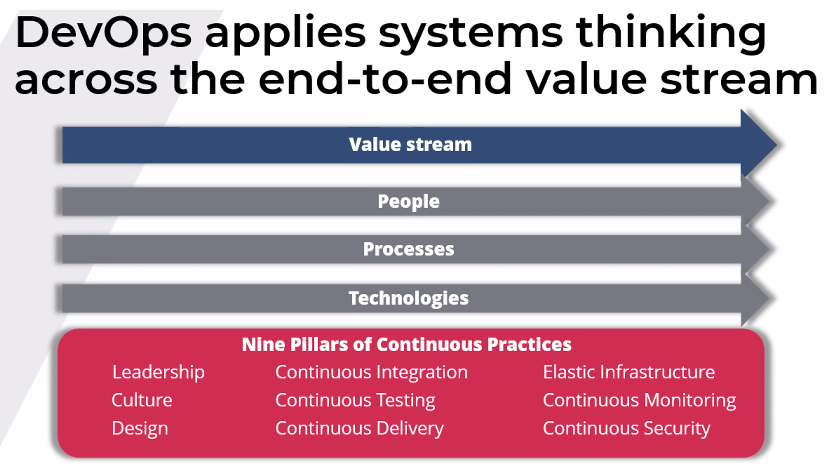 DevOps applies systems thinking
across the end-to-end value stream
Value stream
People
Processes
Technologies
Nine Pillars of Continuous Practices
Leadership
Culture
Design
Continuous Integration
Continuous Testing
Continuous Delivery
Elastic Infrastructure
Continuous Monitoring
Continuous Security